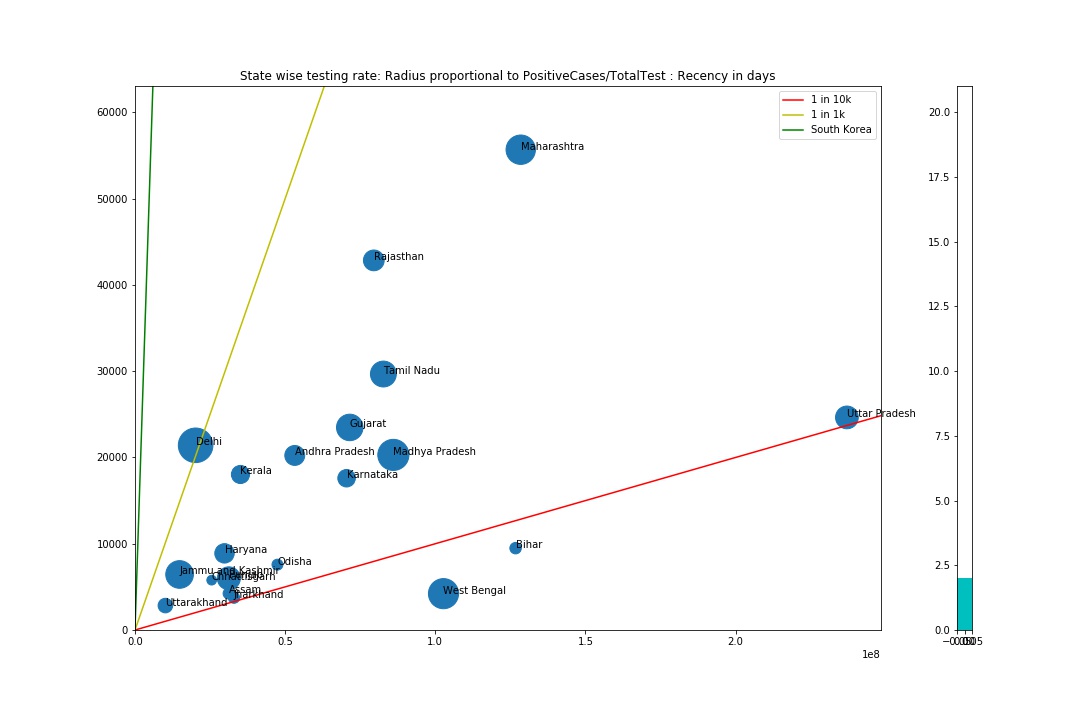 State wise testing rate: Radius proportional to PositiveCases/TotalTest : Recency in days
1 in 10k
1 in 1k
South Korea
60000
50000
40000
30000
20000
10000
0
Maharashtra
Rajasthan
Tamil Nadu
Uttar Pradesh
Gujarat
Delhi
Andhra Pradesh
Madhya Pradesh
Kerala
Karnataka
Haryana
Bihar
Odisha
Jammu and Kashmir
Chhattisgarh
Assam
Jharkhand
West Bengal
Uttarakhand
0.0
0.5
1.0
1.5
2.0
1e8
20.0
17.5
15.0
12.5
10.0
7.5
5.0
2.5
0.0